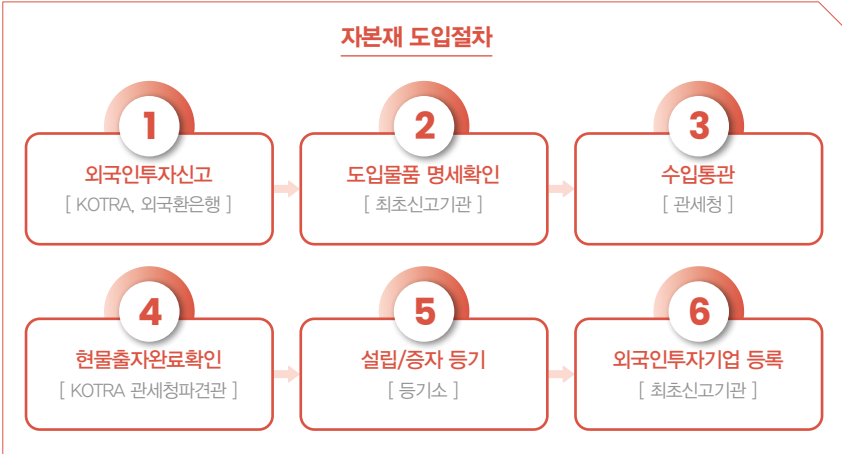 자본재 도입절차
1
외국인투자신고
[ KOTRA, 외국환은행 ]
2
도입물품 명세확인
[ 최초신고기관 ]
3
수입통관
[ 관세청 ]
4
현물출자완료확인
[ KOTRA 관세청파견관 ]
5
설립/증자 등기
[ 등기소 ]
6
외국인투자기업 등록
[ 최초신고기관 ]